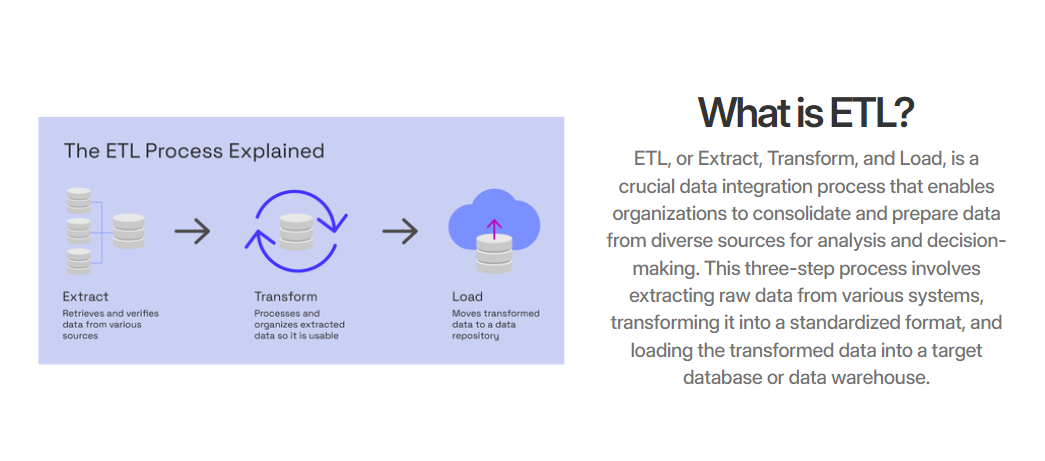 The ETL Process Explained
Extract
Retrieves and verifies
data from various
sources
Transform
Processes and
organizes extracted
data so it is usable
Load
Moves transformed
data to a data
repository
What is ETL?
ETL, or Extract, Transform, and Load, is a
crucial data integration process that enables
organizations to consolidate and prepare data
from diverse sources for analysis and decision-
making. This three-step process involves
extracting raw data from various systems,
transforming it into a standardized format, and
loading the transformed data into a target
database or data warehouse.